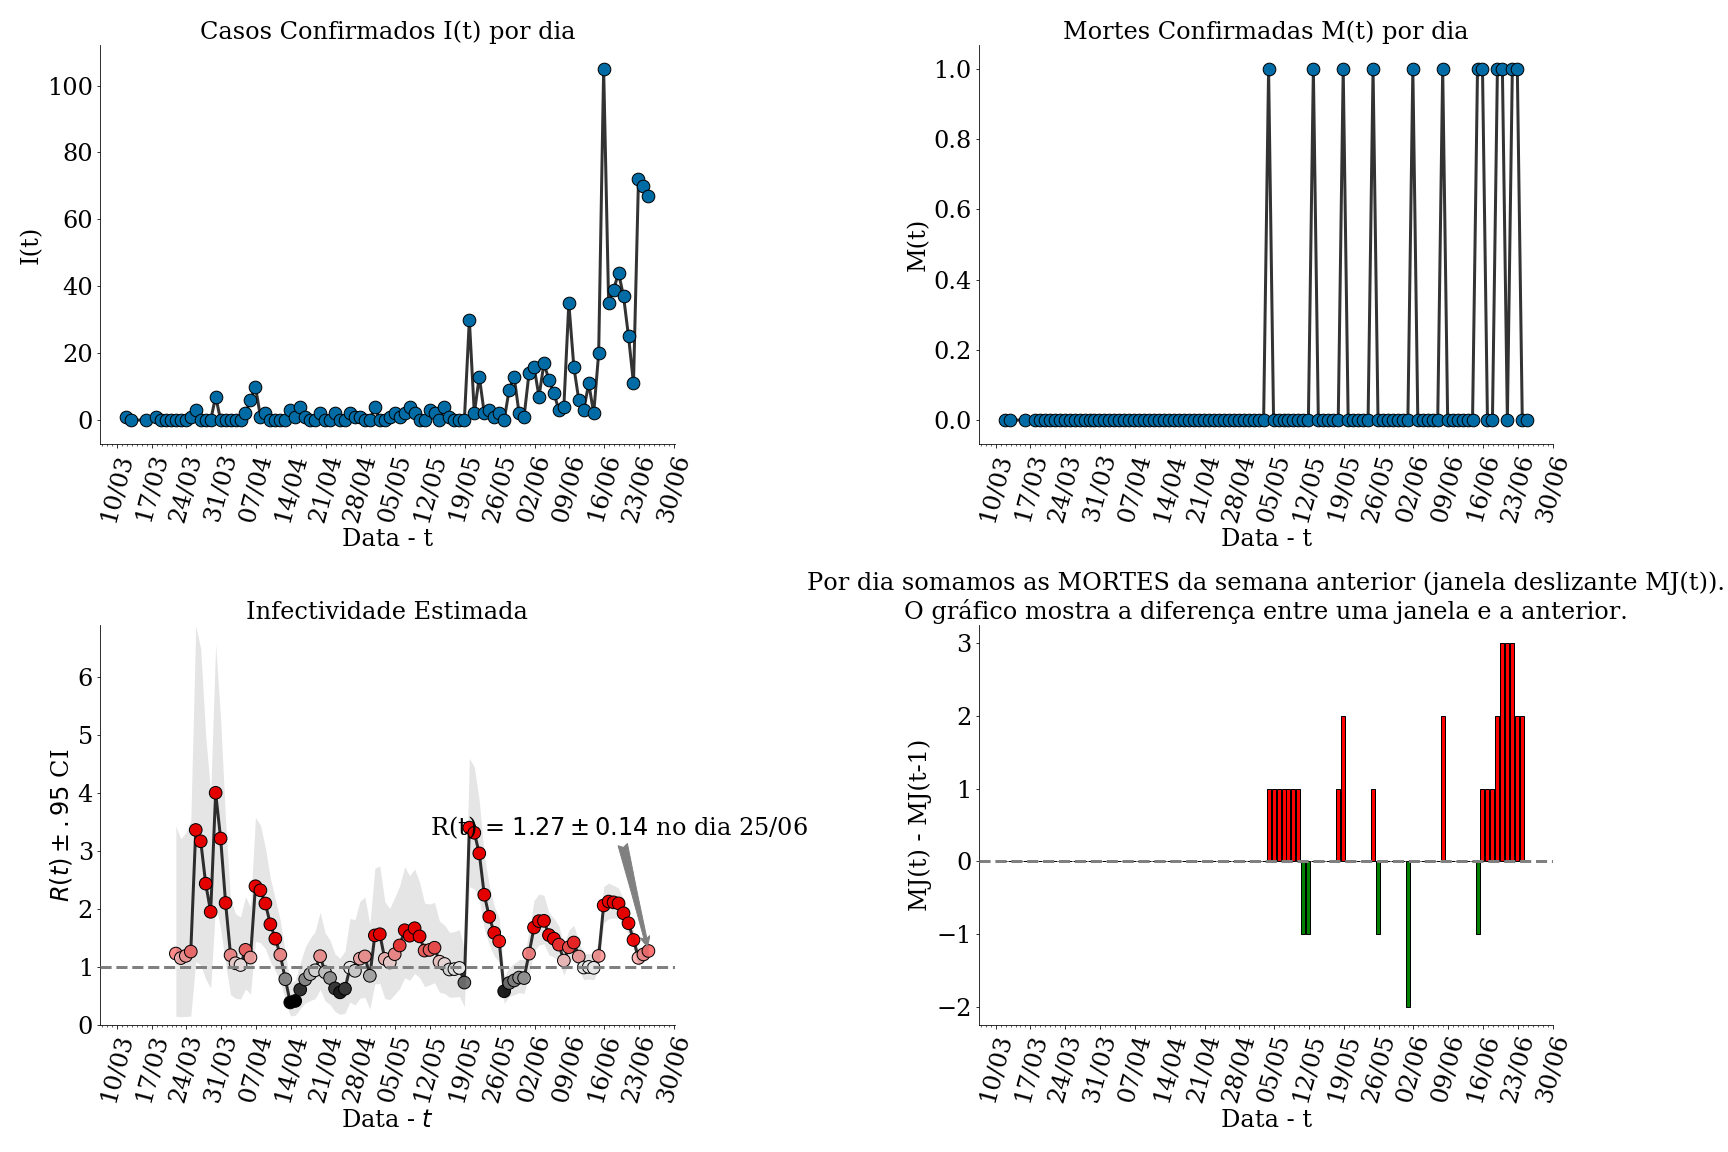 Casos Confirmados I(t) por dia
I(t)
100
80
60
40
20
0
10/03 17/03 24/03 31/03 07/04 14/04 21/04 28/04 05/05 12/05 19/05 26/05 02/06 09/06 16/06 23/06 30/06
Data - t
Mortes Confirmadas M(t) por dia
M(t)
1.0
0.8
0.6
0.4
0.2
0.0
10/03 17/03 24/03 31/03 07/04 14/04 21/04 28/04 05/05 12/05 19/05 26/05 02/06 09/06 16/06 23/06 30/06
Data - t
Infectividade Estimada
R(t) ± .95 CI
6
5
4
3
2
1
0
R(t) = 1.27 ± 0.14 no dia 25/06
10/03 17/03 24/03 31/03 07/04 14/04 21/04 28/04 05/05 12/05 19/05 26/05 02/06 09/06 16/06 23/06 30/06
Data - t
Por dia somamos as MORTES da semana anterior (janela deslizante MJ(t)).
O gráfico mostra a diferença entre uma janela e a anterior.
MJ(t) - MJ(t-1)
3
2
1
0
−1
−2
10/03 17/03 24/03 31/03 07/04 14/04 21/04 28/04 05/05 12/05 19/05 26/05 02/06 09/06 16/06 23/06 30/06
Data - t